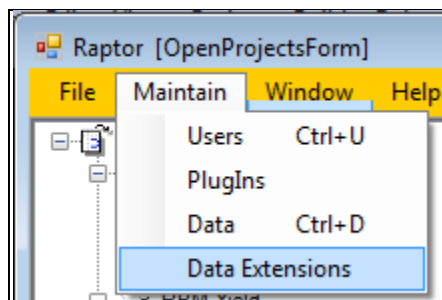 Raptor [OpenProjectsForm]
File Maintain Window Help
Users Ctrl+U
PlugIns
Data Ctrl+D
Data Extensions